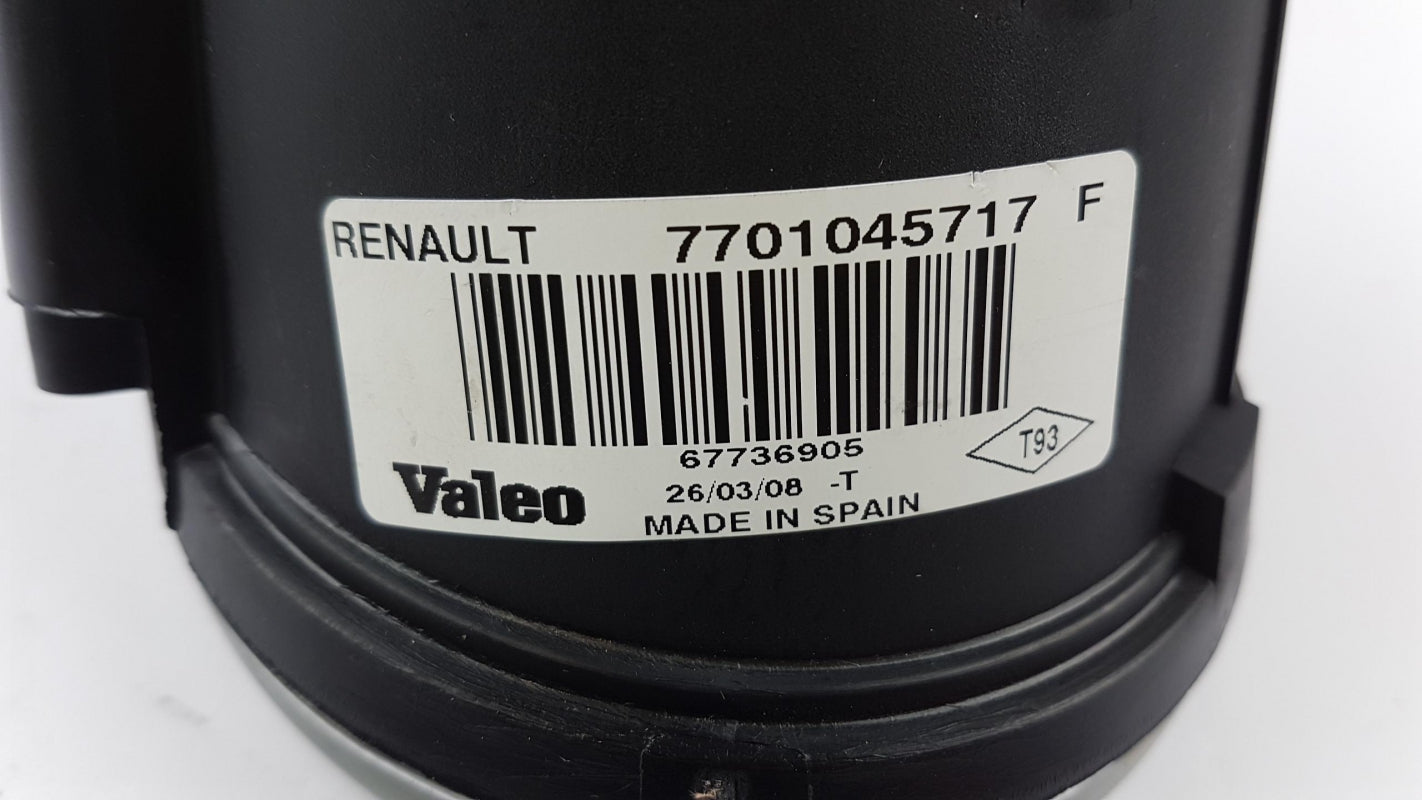 RENAULT 7701045717 F
67736905
T93
Valeo
26/03/08 -T
MADE IN SPAIN